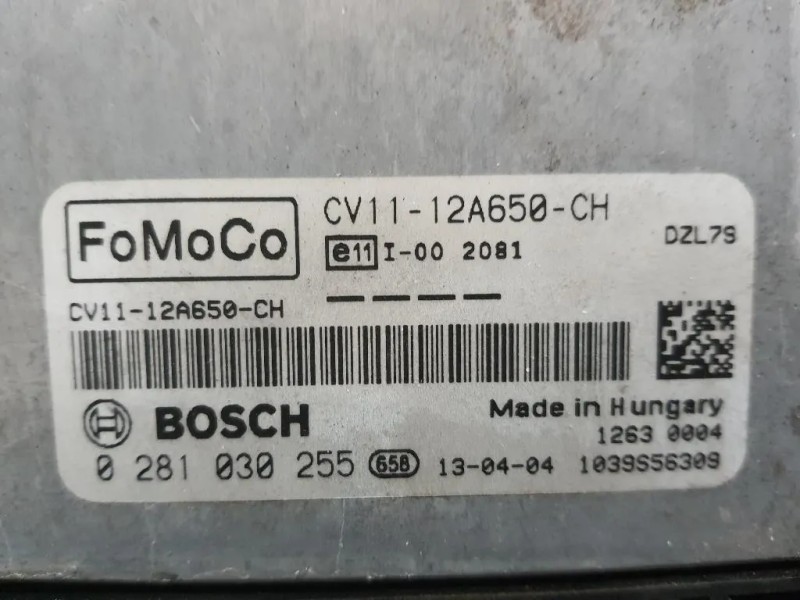 FoMoCo
CV11-12A650-CH
e11 I-00 2081
DZL79
CV11-12A650-CH
BOSCH
Made in Hungary
1263 0004
0 281 030 255 658 13-04-04 1039S56309